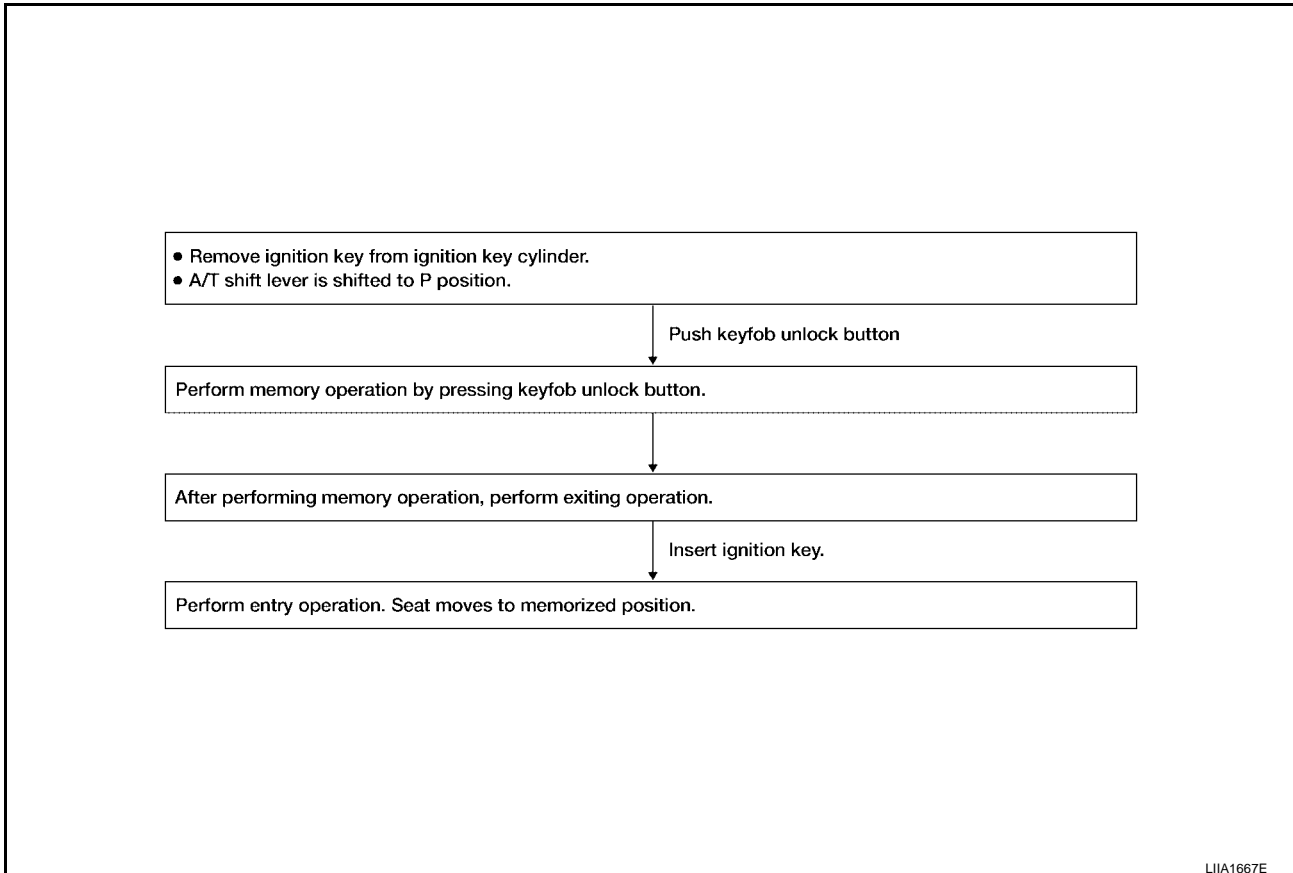 • Remove ignition key from ignition key cylinder.
• A/T shift lever is shifted to P position.
Push keyfob unlock button
Perform memory operation by pressing keyfob unlock button.
After performing memory operation, perform exiting operation.
Insert ignition key.
Perform entry operation. Seat moves to memorized position.
LIIA1667E